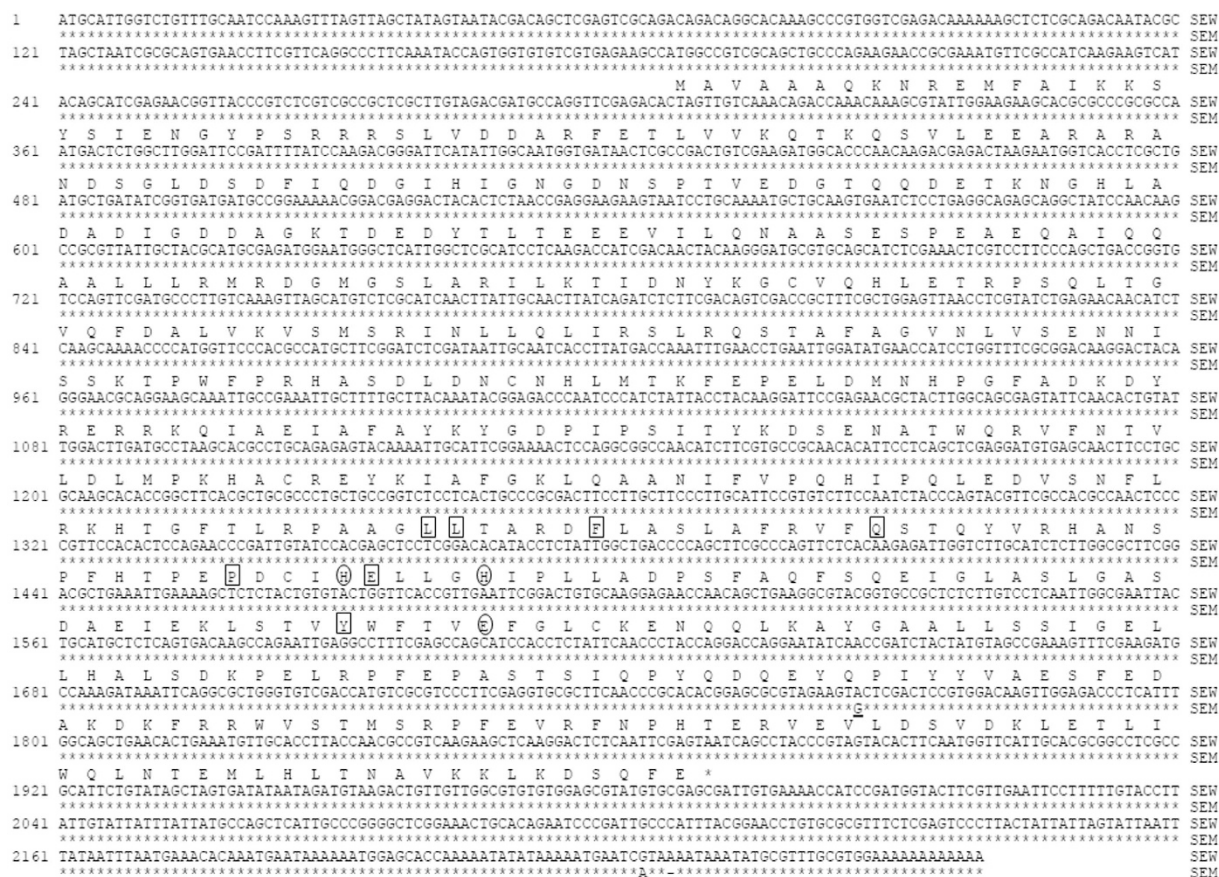 1 ATGCATTGGTCTGTTTGCAATCCAAAGTTTAGTTAGCTATAGTAATACGACAGCTCGAGTCGCAGACAGACAGGCACAAAGCCCGTGGTCGAGACAAAAAAGCTCTCGCAGACAATACGC SEW
************************************************************************************************************************ SEM
121 TAGCTAATCGCGCAGTGAACCTTCGTTCAGGCCCTTCAAATACCAGTGGTGTGTCGTGAGAAGCCATGGCCGTCGCAGCTGCCCAGAAGAACCGCGAAATGTTCGCCATCAAGAAGTCAT SEW
************************************************************************************************************************ SEM
M A V A A A Q K N R E M F A I K K S
241 ACAGCATCGAGAACGGTTACCCGTCTCGTCGCCGCTCGCTTGTAGACGATGCCAGGTTCGAGACACTAGTTGTCAAACAGACCAAACAAAGCGTATTGGAAGAAGCACGCGCCCGCGCCA SEW
************************************************************************************************************************ SEM
Y S I E N G Y P S R R R S L V D D A R F E T L V V K Q T K Q S V L E E A R A R A
361 ATGACTCTGGCTTGGATTCCGATTTTATCCAAGACGGGATTCATATTGGCAATGGTGATAACTCGCCGACTGTCGAAGATGGCACCCAACAAGACGAGACTAAGAATGGTCACCTCGCTG SEW
************************************************************************************************************************ SEM
N D S G L D S D F I Q D G I H I G N G D N S P T V E D G T Q Q D E T K N G H L A
481 ATGCTGATATCGGTGATGATGCCGGAAAAACGGACGAGGACTACACTCTAACCGAGGAAGAAGTAATCCTGCAAAATGCTGCAAGTGAATCTCCTGAGGCAGAGCAGGCTATCCAACAAG SEW
************************************************************************************************************************ SEM
D A D I G D D A G K T D E D Y T L T E E E V I L Q N A A S E S P E A E Q A I Q Q
601 CCGCGTTATTGCTACGCATGCGAGATGGAATGGGCTCATTGGCTCGCATCCTCAAGACCATCGACAACTACAAGGGATGCGTGCAGCATCTCGAAACTCGTCCTTCCCAGCTGACCGGTG SEW
************************************************************************************************************************ SEM
A A L L L R M R D G M G S L A R I L K T I D N Y K G C V Q H L E T R P S Q L T G
721 TCCAGTTCGATGCCCTTGTCAAAGTTAGCATGTCTCGCATCAACTTATTGCAACTTATCAGATCTCTTCGACAGTCGACCGCTTTCGCTGGAGTTAACCTCGTATCTGAGAACAACATCT SEW
************************************************************************************************************************ SEM
V Q F D A L V K V S M S R I N L L Q L I R S L R Q S T A F A G V N L V S E N N I
841 CAAGCAAAACCCCATGGTTCCCACGCCATGCTTCGGATCTCGATAATTGCAATCACCTTATGACCAAATTTGAACCTGAATTGGATATGAACCATCCTGGTTTCGCGGACAAGGACTACA SEW
************************************************************************************************************************ SEM
S S K T P W F P R H A S D L D N C N H L M T K F E P E L D M N H P G F A D K D Y
961 GGGAACGCAGGAAGCAAATTGCCGAAATTGCTTTTGCTTACAAATACGGAGACCCAATCCCATCTATTACCTACAAGGATTCCGAGAACGCTACTTGGCAGCGAGTATTCAACACTGTAT SEW
************************************************************************************************************************ SEM
R E R R K Q I A E I A F A Y K Y G D P I P S I T Y K D S E N A T W Q R V F N T V
1081 TGGACTTGATGCCTAAGCACGCCTGCAGAGAGTACAAAATTGCATTCGGAAAACTCCAGGCGGCCAACATCTTCGTGCCGCAACACATTCCTCAGCTCGAGGATGTGAGCAACTTCCTGC SEW
************************************************************************************************************************ SEM
L D L M P K H A C R E Y K I A F G K L Q A A N I F V P Q H I P Q L E D V S N F L
1201 GCAAGCACACCGGCTTCACGCTGCGCCCTGCTGCCGGTCTCCTCACTGCCCGCGACTTCCTTGCTTCCCTTGCATTCCGTGTCTTCCAATCTACCCAGTACGTTCGCCACGCCAACTCCC SEW
************************************************************************************************************************ SEM
R K H T G F T L R P A A G L L T A R D F L A S L A F R V F Q S T Q Y V R H A N S
1321 CGTTCCACACTCCAGAACCCGATTGTATCCACGAGCTCCTCGGACACATACCTCTATTGGCTGACCCCAGCTTCGCCCAGTTCTCACAAGAGATTGGTCTTGCATCTCTTGGCGCTTCGG SEW
************************************************************************************************************************ SEM
P F H T P E P D C I H E L L G H I P L L A D P S F A Q F S Q E I G L A S L G A S
1441 ACGCTGAAATTGAAAAGCTCTCTACTGTGTACTGGTTCACCGTTGAATTCGGACTGTGCAAGGAGAACCAACAACTGAAGGCGTACGGTGCCGCTCTCTTGTCCTCAATTGGCGAATTAC SEW
************************************************************************************************************************ SEM
D A E I E K L S T V Y W F T V E F G L C K E N Q Q L K A Y G A A L L S S I G E L
1561 TGCATGCTCTCAGTGACAAGCCAGAATTGAGGCCTTTCGAGCCAGCATCCACCTCTATTCAACCCTACCAGGACCAGGAATATCAACCGATCTACTATGTAGCCGAAAGTTTCGAAGATG SEW
************************************************************************************************************************ SEM
L H A L S D K P E L R P F E P A S T S I Q P Y Q D Q E Y Q P I Y Y V A E S F E D
1681 CCAAAGATAAATTCAGGCGCTGGGTGTCGACCATGTCGCGTCCCTTCGAGGTGCGCTTCAACCCGCACACGGAGCGCGTAGAAGTACTCGACTCCGTGGACAAGTTGGAGACCCTCATTT SEW
**************************************************************************************G********************************* SEM
A K D K F R R W V S T M S R P F E V R F N P H T E R V E V L D S V D K L E T L I
1801 GGCAGCTGAACACTGAAATGTTGCACCTTACCAACGCCGTCAAGAAGCTCAAGGACTCTCAATTCGAGTAATCAGCCTACCCGTAGTACACTTCAATGGTTCATTGCACGCGGCCTCGCC SEW
************************************************************************************************************************ SEM
W Q L N T E M L H L T N A V K K L K D S Q F E *
1921 GCATTCTGTATAGCTAGTGATATAATAGATGTAAGACTGTTGTTGGCGTGTGTGGAGCGTATGTGCGAGCGATTGTGAAAACCATCCGATGGTACTTCGTTGAATTCCTTTTTGTACCTT SEW
************************************************************************************************************************ SEM
2041 ATTGTATTATTTATTATGCCAGCTCATTGCCCGGGGCTCGGAAACTGCACAGAATCCCGATTGCCCATTTACGGAACCTGTGCGCGTTTCTCGAGTCCCTTACTATTATTAGTATTAATT SEW
************************************************************************************************************************ SEM
2161 TATAATTTAATGAAACACACAAATGAATAAAAAAATGGAGCACCAAAAATATATAAAAATGAATCGTAAAATAAATATGCGTTTGCGTGGAAAAAAAAAAAAA SEW
***************************************************************A**-************************************ SEM